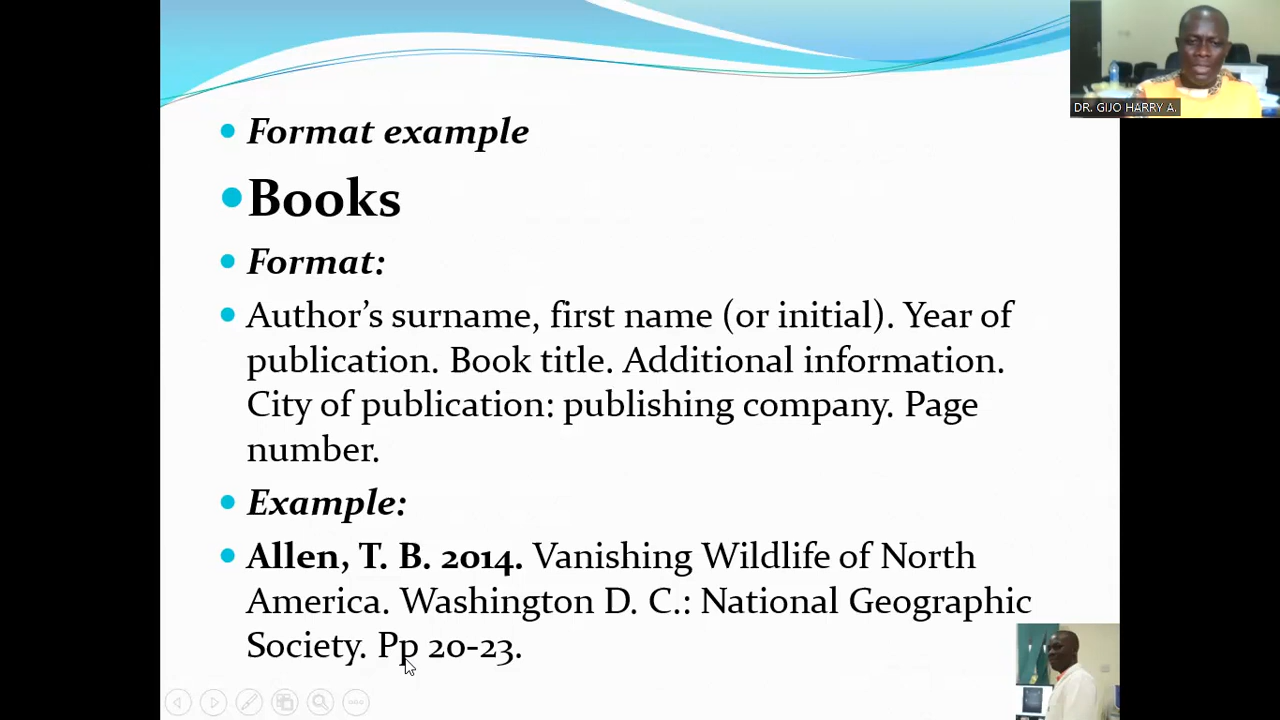 Format example
Books
Format:
Author’s surname, first name (or initial). Year of
publication. Book title. Additional information.
City of publication: publishing company. Page
number.
Example:
Allen, T. B. 2014. Vanishing Wildlife of North
America. Washington D. C.: National Geographic
Society. Pp 20-23.
DR. GIJO HARRY A.